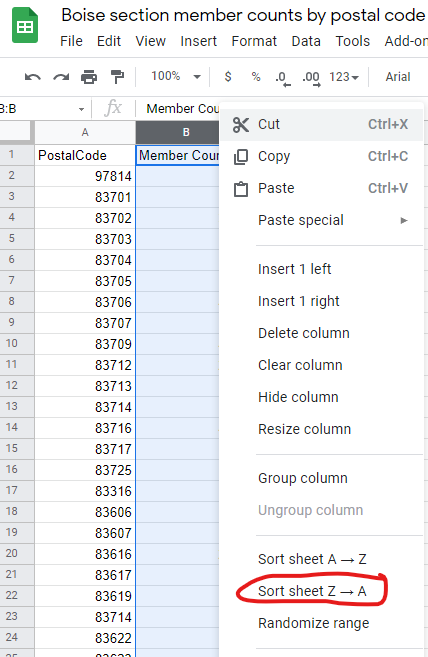 Boise section member counts by postal code
File Edit View Insert Format Data Tools Add-on
100% $ % .0 .00 123 Arial
B:B fx Member Cou
A B
1 PostalCode Member Coun
2 97814
3 83701
4 83702
5 83703
6 83704
7 83705
8 83706
9 83707
10 83709
11 83712
12 83713
13 83714
14 83716
15 83717
16 83725
17 83316
18 83606
19 83607
20 83616
21 83617
22 83619
23 83714
24 83622
Cut Ctrl+X
Copy Ctrl+C
Paste Ctrl+V
Paste special
Insert 1 left
Insert 1 right
Delete column
Clear column
Hide column
Resize column
Group column
Ungroup column
Sort sheet A → Z
Sort sheet Z → A
Randomize range